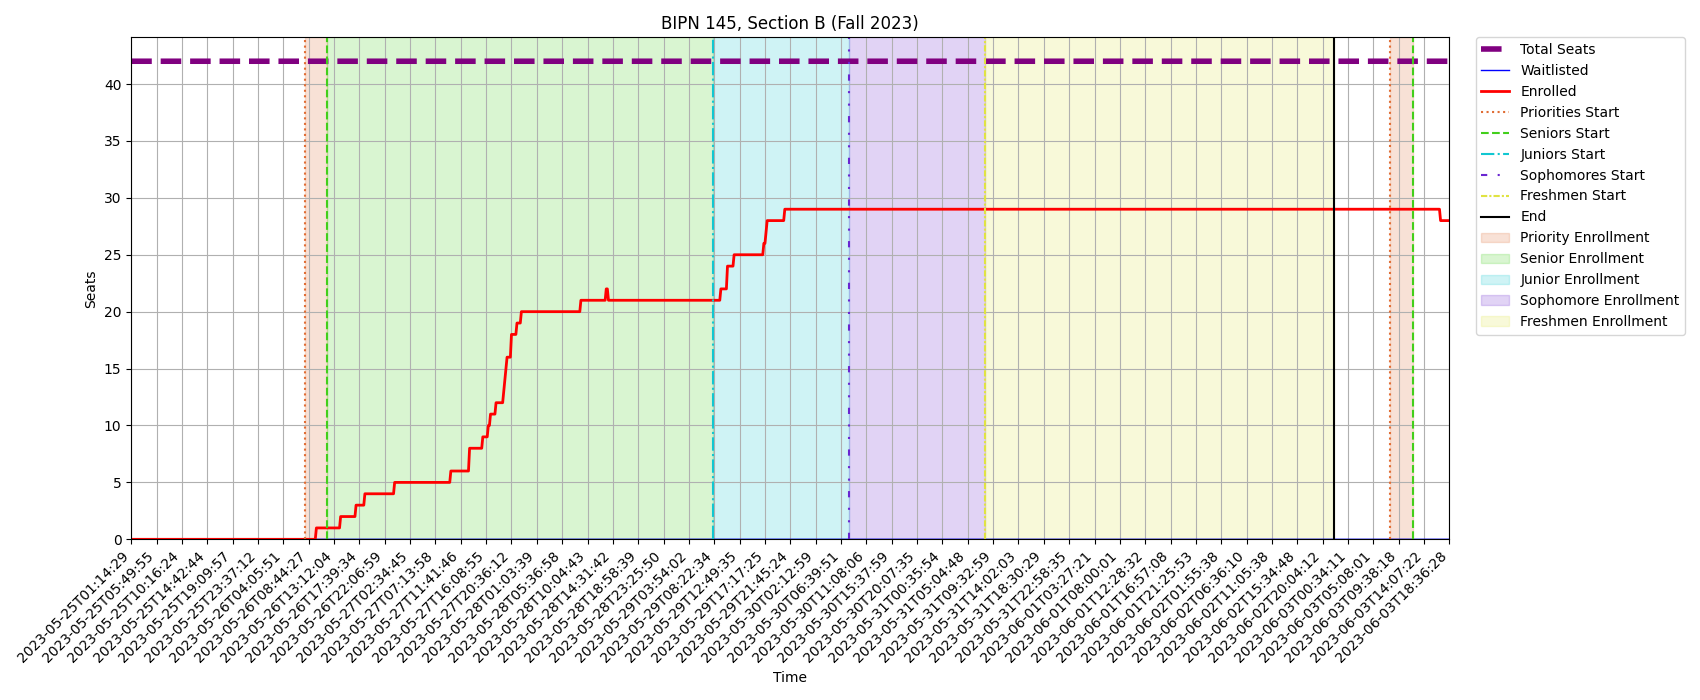 BIPN 145, Section B (Fall 2023)
Seats
40
35
30
25
20
15
10
5
0
2023-05-25T01:14:29
2023-05-25T05:49:55
2023-05-25T10:16:24
2023-05-25T14:42:44
2023-05-25T19:09:57
2023-05-25T23:37:12
2023-05-26T04:05:51
2023-05-26T08:44:27
2023-05-26T13:12:04
2023-05-26T17:39:34
2023-05-26T22:06:59
2023-05-27T02:34:45
2023-05-27T07:13:58
2023-05-27T11:41:46
2023-05-27T16:08:55
2023-05-27T20:36:12
2023-05-28T01:03:39
2023-05-28T05:36:58
2023-05-28T10:04:43
2023-05-28T14:31:42
2023-05-28T18:58:39
2023-05-28T23:25:50
2023-05-29T03:54:02
2023-05-29T08:22:34
2023-05-29T12:49:35
2023-05-29T17:17:25
2023-05-29T21:45:24
2023-05-30T02:12:59
2023-05-30T06:39:51
2023-05-30T11:08:06
2023-05-30T15:37:59
2023-05-30T20:07:35
2023-05-31T00:35:54
2023-05-31T05:04:48
2023-05-31T09:32:59
2023-05-31T14:02:03
2023-05-31T18:30:29
2023-05-31T22:58:35
2023-06-01T03:27:21
2023-06-01T08:00:01
2023-06-01T12:28:32
2023-06-01T16:57:08
2023-06-01T21:25:53
2023-06-02T01:55:38
2023-06-02T06:36:10
2023-06-02T11:05:38
2023-06-02T15:34:48
2023-06-02T20:04:12
2023-06-03T00:34:11
2023-06-03T05:08:01
2023-06-03T09:38:18
2023-06-03T14:07:22
2023-06-03T18:36:28
Time
Total Seats
Waitlisted
Enrolled
Priorities Start
Seniors Start
Juniors Start
Sophomores Start
Freshmen Start
End
Priority Enrollment
Senior Enrollment
Junior Enrollment
Sophomore Enrollment
Freshmen Enrollment